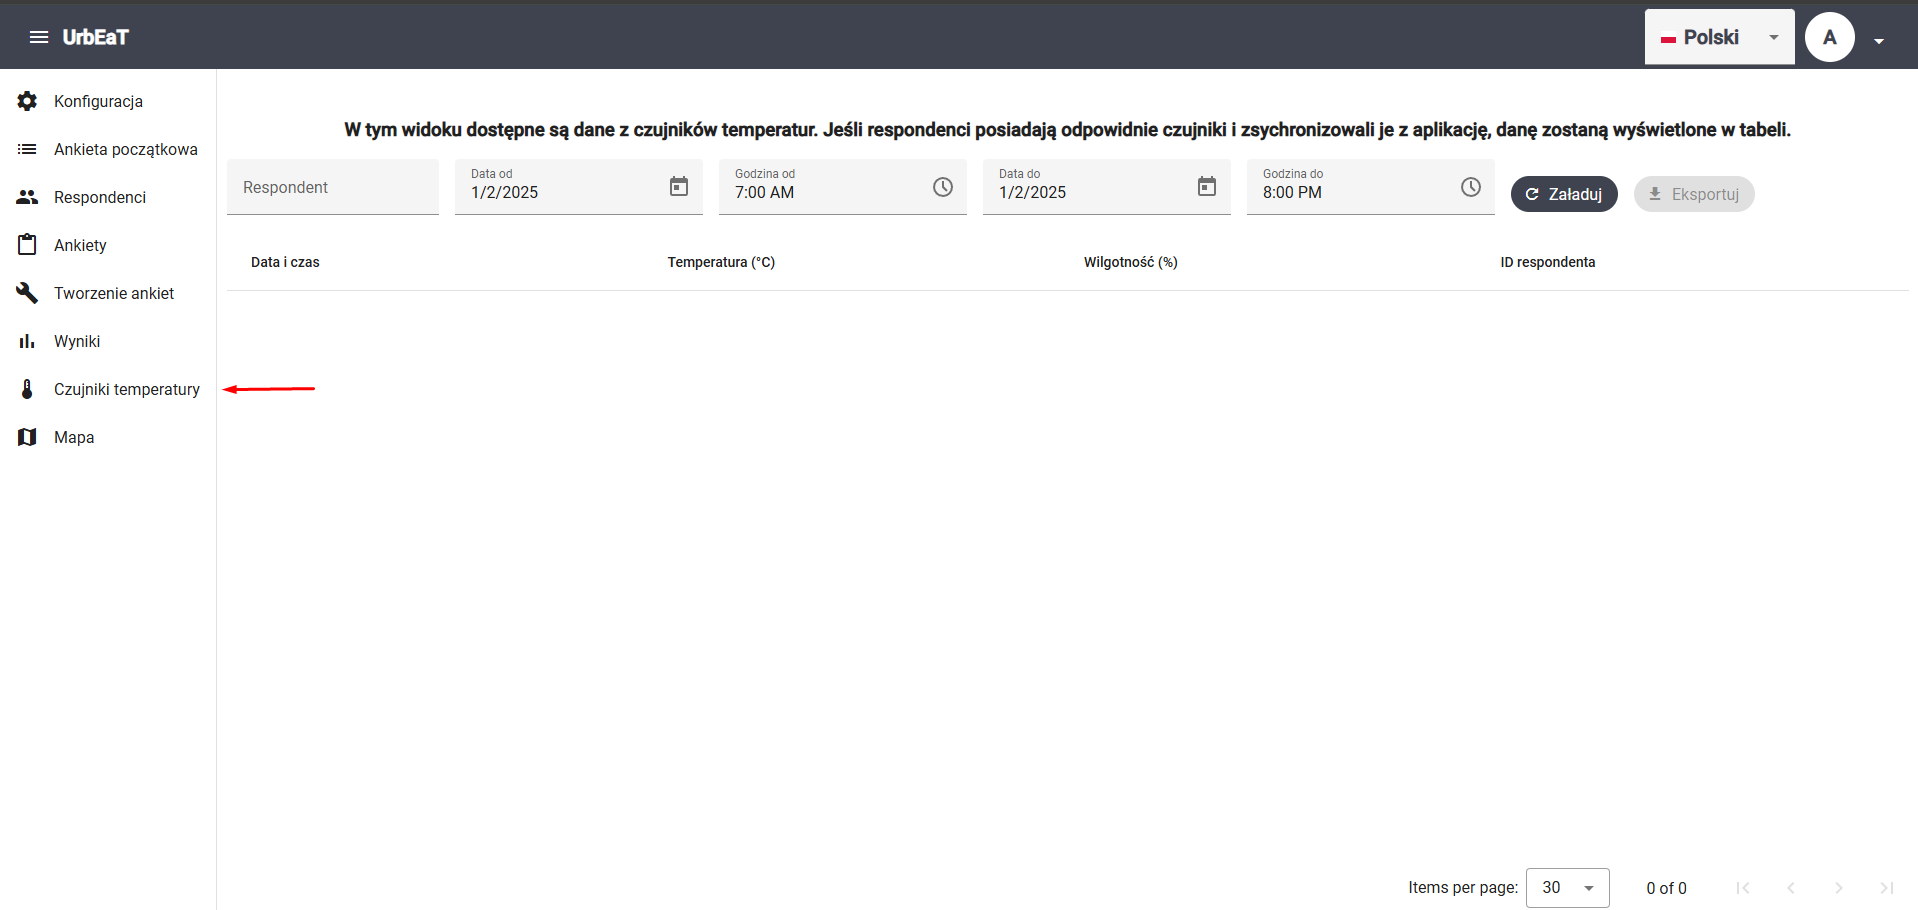 UrbEaT
Polski
A
Konfiguracja
Ankieta początkowa
Respondenci
Ankiety
Tworzenie ankiet
Wyniki
Czujniki temperatury
Mapa
W tym widoku dostępne są dane z czujników temperatur. Jeśli respondenci posiadają odpowidnie czujniki i zsychronizowali je z aplikację, danę zostaną wyświetlone w tabeli.
Respondent
Data od
1/2/2025
Godzina od
7:00 AM
Data do
1/2/2025
Godzina do
8:00 PM
Załaduj
Eksportuj
Data i czas Temperatura (°C) Wilgotność (%) ID respondenta
Items per page: 30 0 of 0